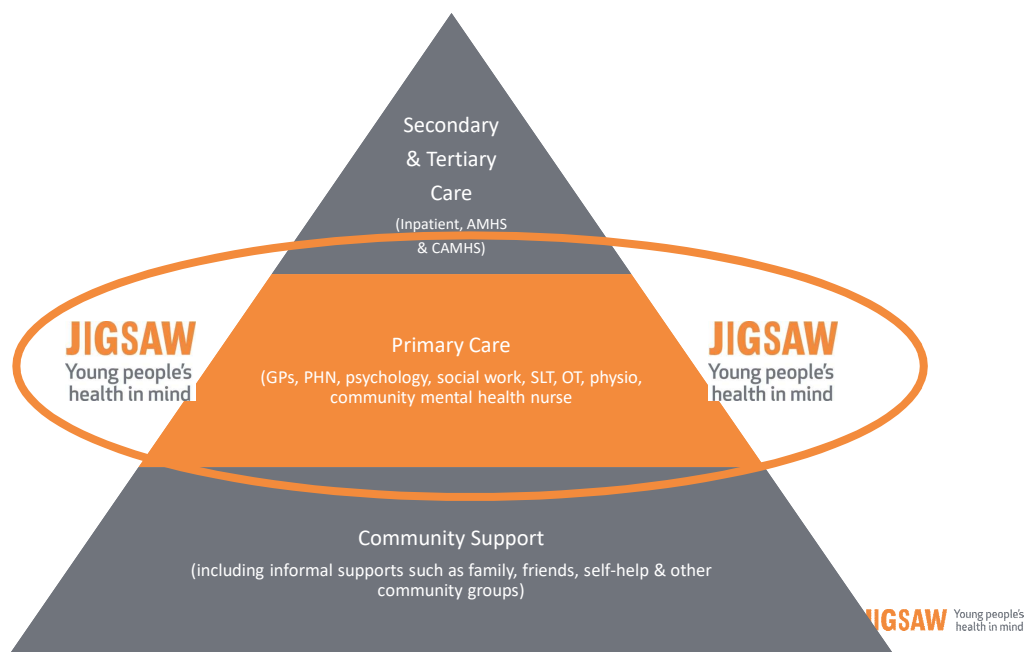 Secondary
& Tertiary
Care
(Inpatient, AMHS
& CAMHS)
JIGSAW
Young people's
health in mind
Primary Care
(GPs, PHN, psychology, social work, SLT, OT, physio,
community mental health nurse
JIGSAW
Young people's
health in mind
Community Support
(including informal supports such as family, friends, self-help & other
community groups)
JIGSAW Young people's
health in mind